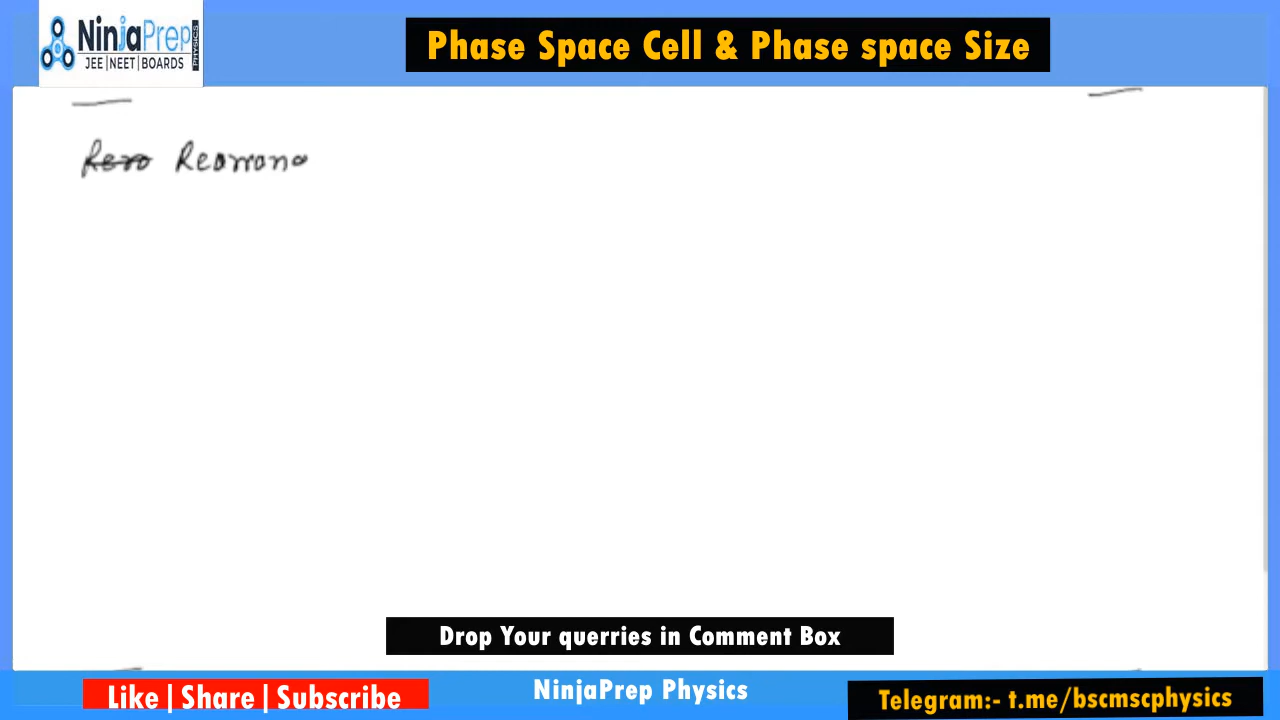 NinjaPrep
PHYSICS
JEE|NEET|BOARDS
Phase Space Cell & Phase space Size
Drop Your querries in Comment Box
Like|Share|Subscribe
NinjaPrep Physics
Telegram:- t.me/bscmscphysics